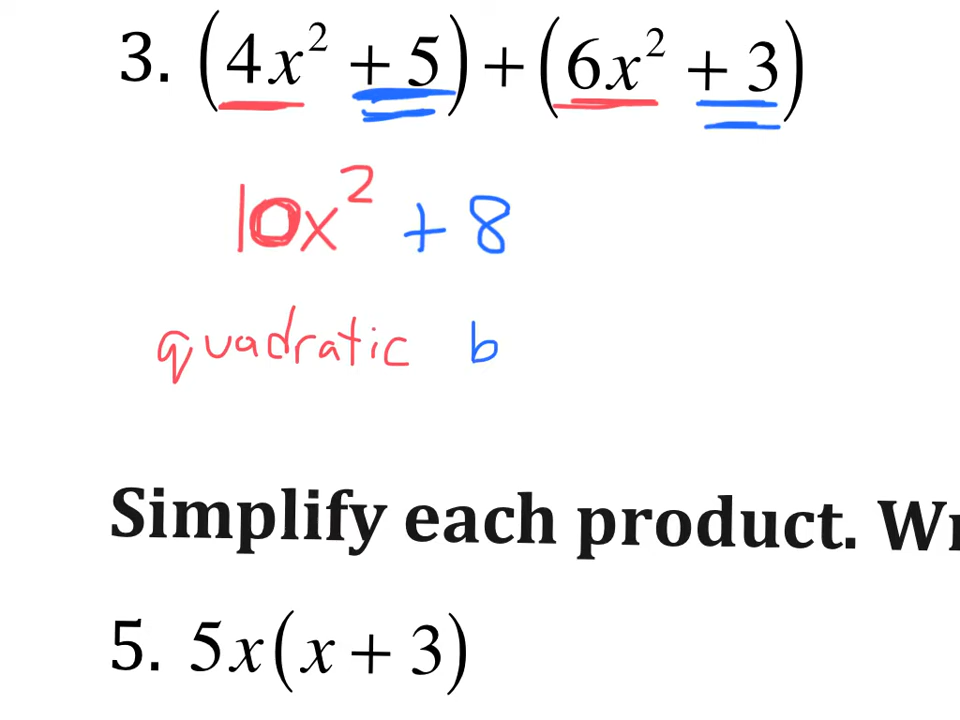 3. (4x² + 5) + (6x² + 3)
10x² + 8
quadratic b
Simplify each product. Wr
5. 5x(x + 3)